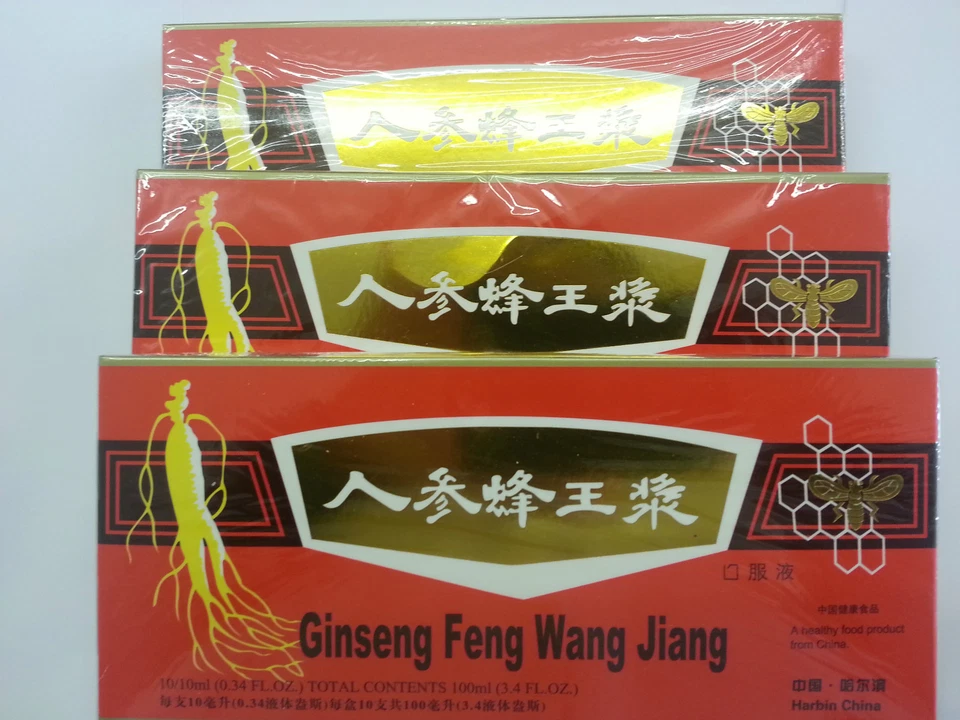 人参蜂王浆
人参蜂王浆
人参蜂王浆
口服液
中国健康食品
Ginseng Feng Wang Jiang
A healthy food product
from China.
10/10ml (0.34 FL.OZ.) TOTAL CONTENTS 100ml (3.4 FL.OZ.)
中国·哈尔滨
每支10毫升(0.34液体盎斯)每盒10支共100毫升(3.4液体盎斯)
Harbin China